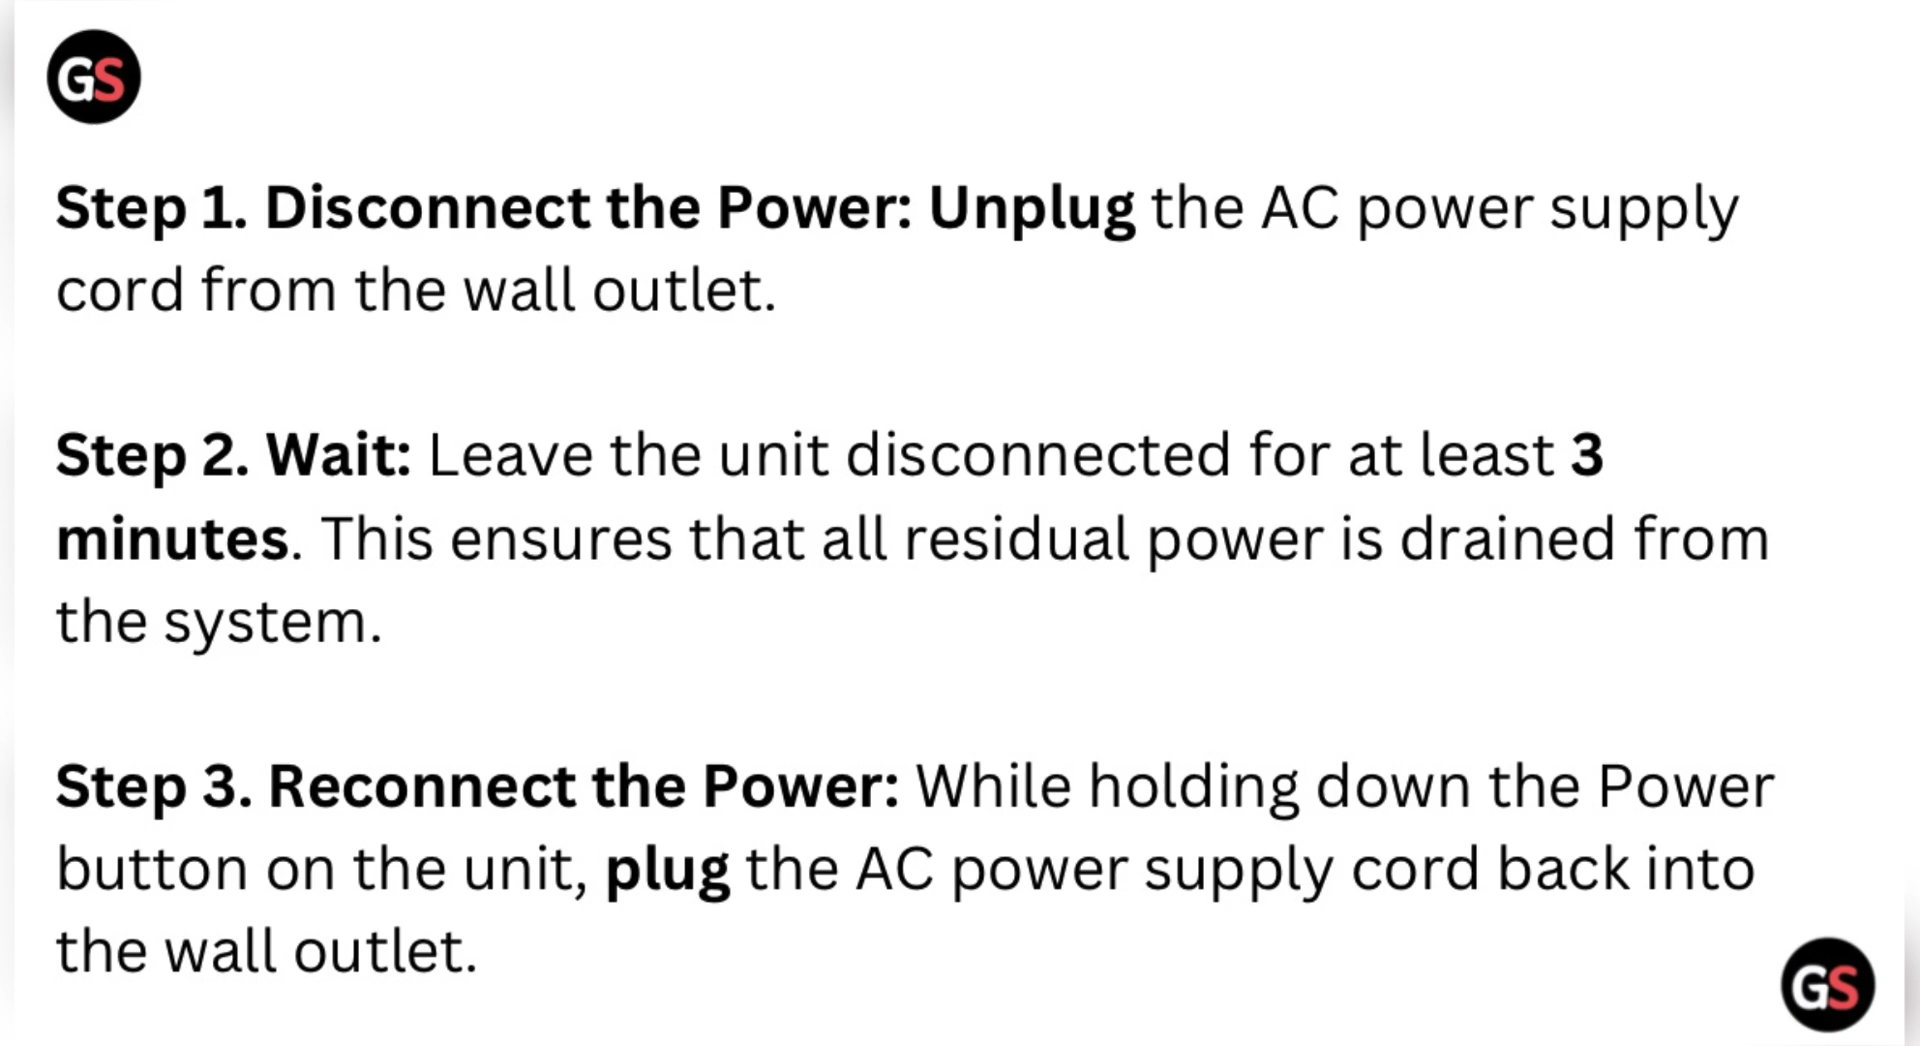 GS
Step 1. Disconnect the Power: Unplug the AC power supply
cord from the wall outlet.
Step 2. Wait: Leave the unit disconnected for at least 3
minutes. This ensures that all residual power is drained from
the system.
Step 3. Reconnect the Power: While holding down the Power
button on the unit, plug the AC power supply cord back into
the wall outlet.
GS